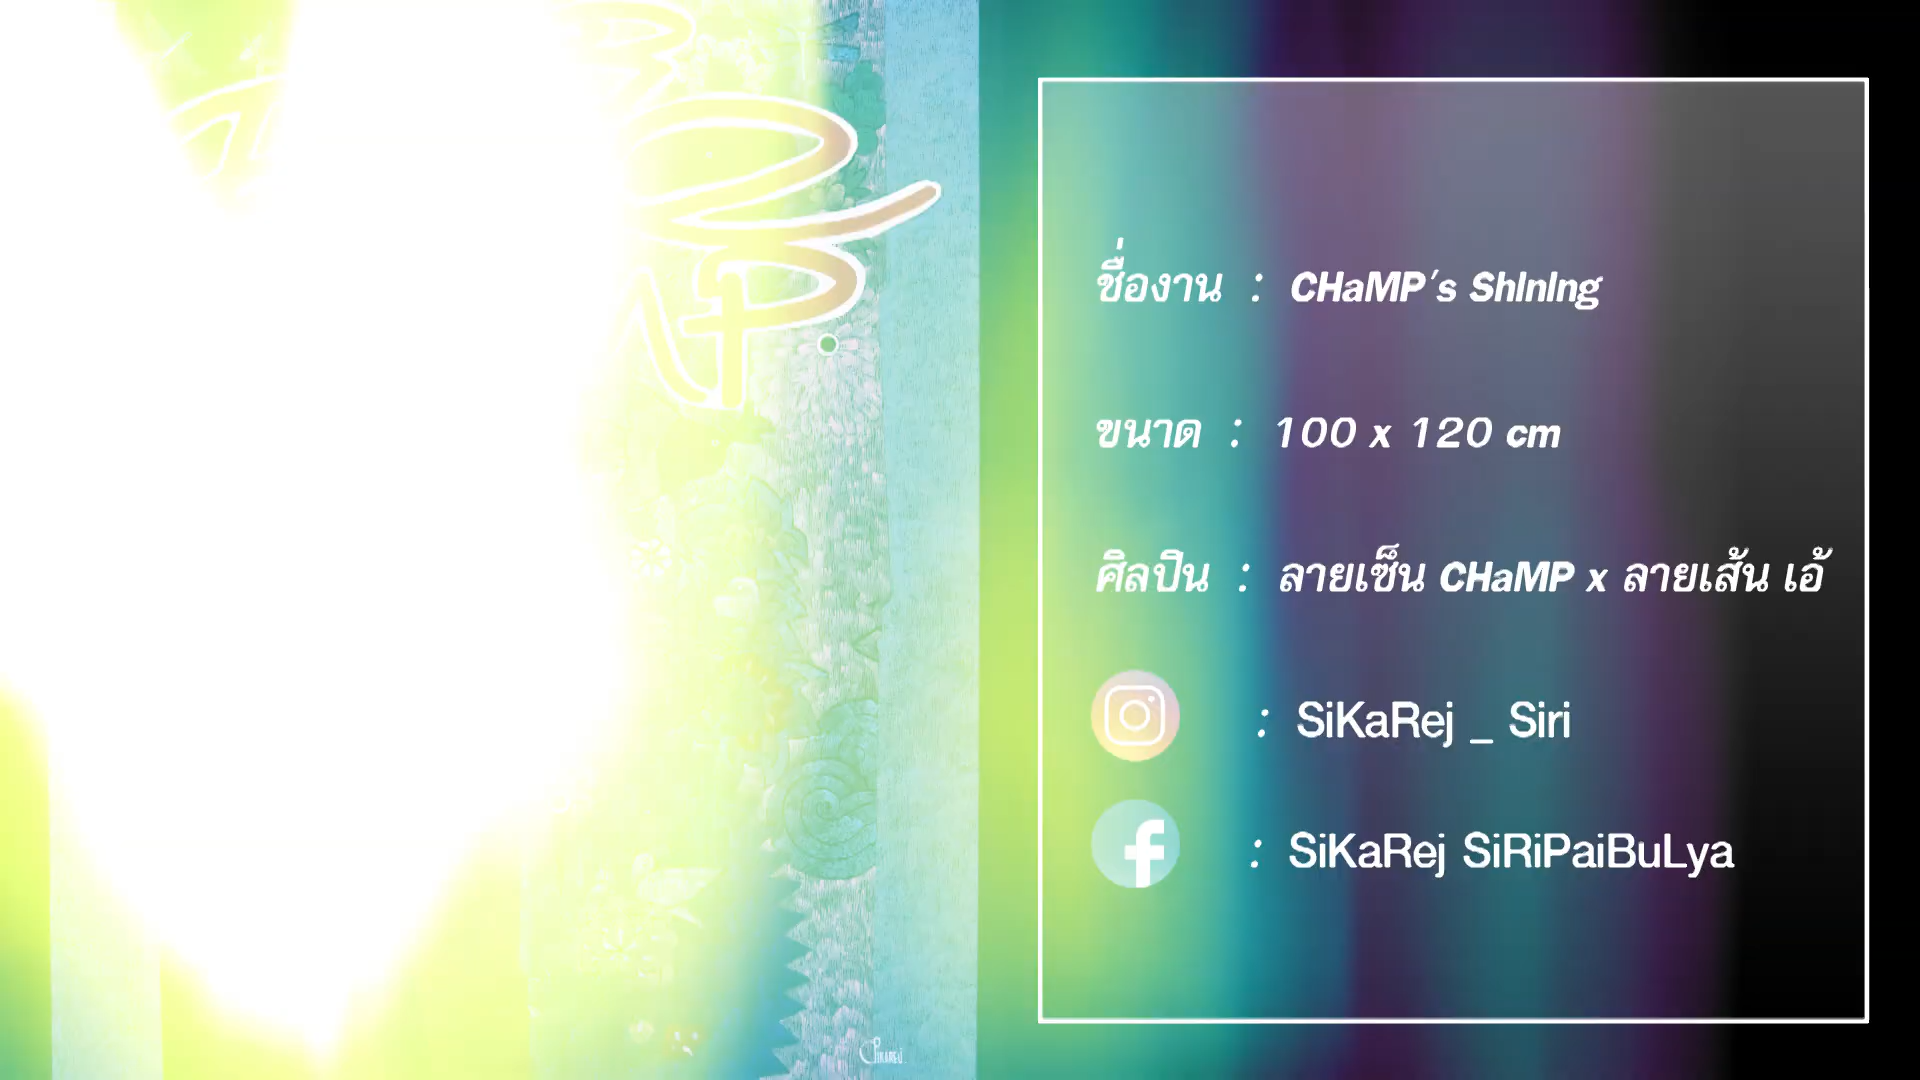 ชื่องาน : CHaMP's ShInIng
ขนาด : 100 x 120 cm
ศิลปิน : ลายเซ็น CHaMP x ลายเส้น เอ้
: SiKaRej _ Siri
: SiKaRej SiRiPaiBuLya
SIKAREJ